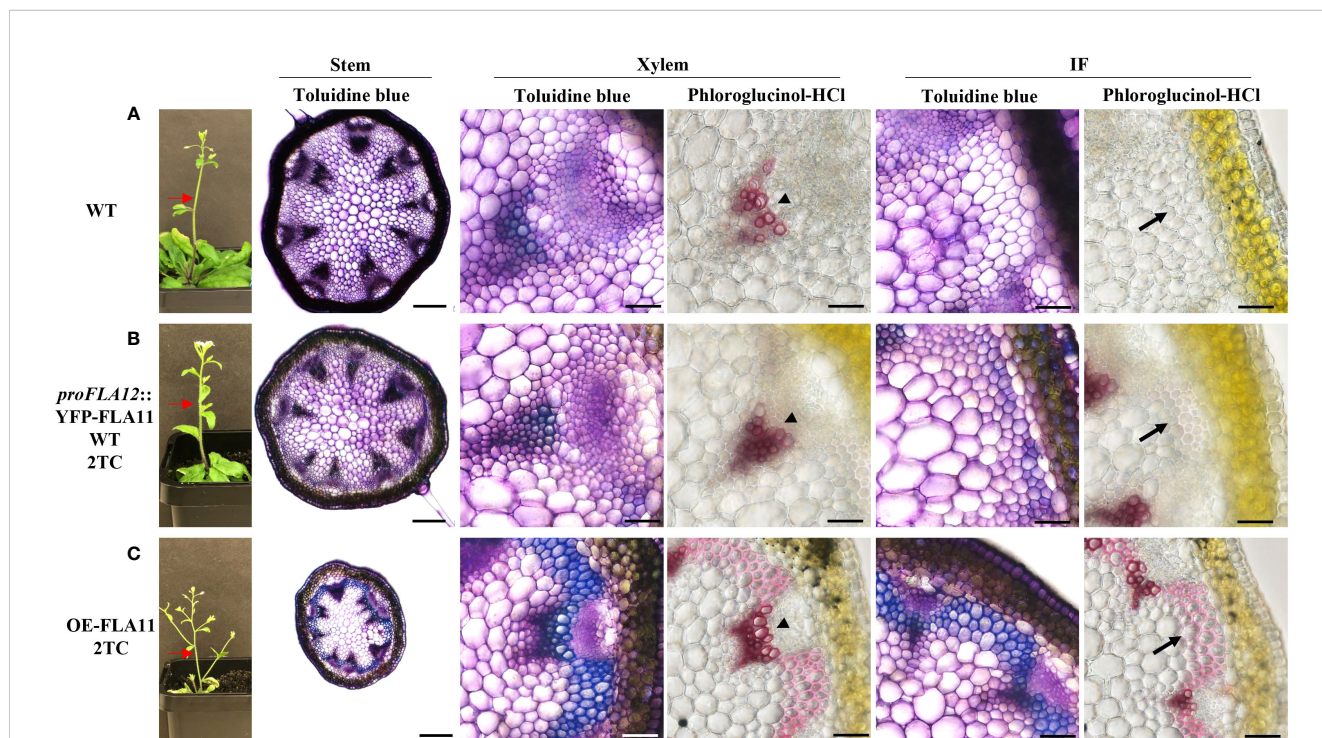 Stem Xylem IF
Toluidine blue Toluidine blue Phloroglucinol-HCl Toluidine blue Phloroglucinol-HCl
A
WT
B
proFLA12::
YFP-FLA11
WT
2TC
C
OE-FLA11
2TC